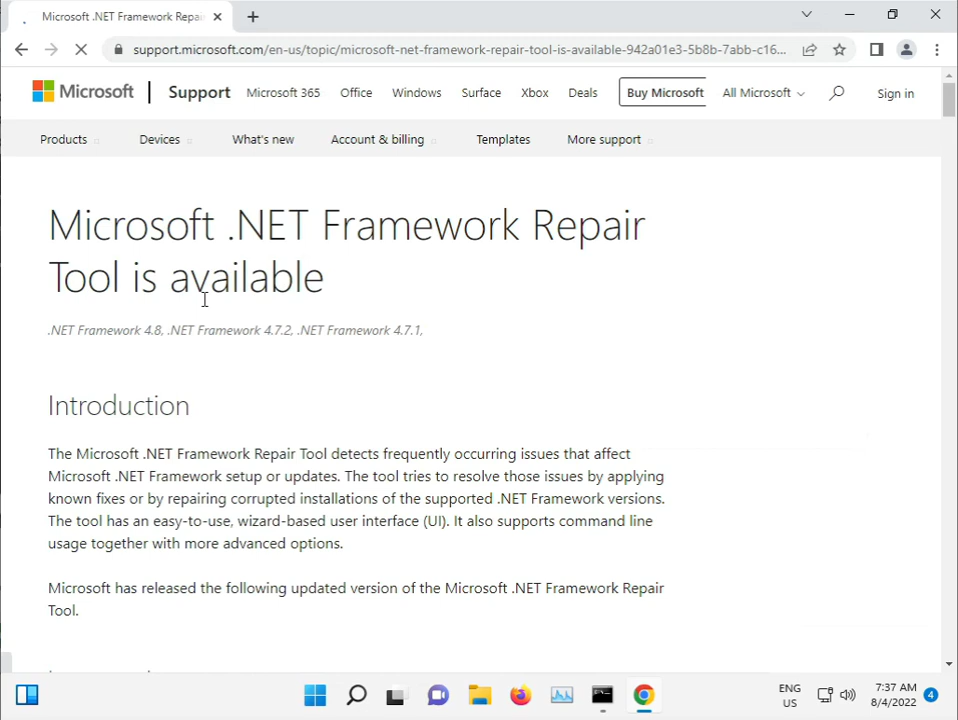 Microsoft .NET Framework Repair
support.microsoft.com/en-us/topic/microsoft-net-framework-repair-tool-is-available-942a01e3-5b8b-7abb-c16...
Microsoft Support Microsoft 365 Office Windows Surface Xbox Deals Buy Microsoft All Microsoft Sign in
Products Devices What's new Account & billing Templates More support
Microsoft .NET Framework Repair
Tool is available
.NET Framework 4.8, .NET Framework 4.7.2, .NET Framework 4.7.1,
Introduction
The Microsoft .NET Framework Repair Tool detects frequently occurring issues that affect
Microsoft .NET Framework setup or updates. The tool tries to resolve those issues by applying
known fixes or by repairing corrupted installations of the supported .NET Framework versions.
The tool has an easy-to-use, wizard-based user interface (UI). It also supports command line
usage together with more advanced options.
Microsoft has released the following updated version of the Microsoft .NET Framework Repair
Tool.
ENG
US
7:37 AM
8/4/2022
4